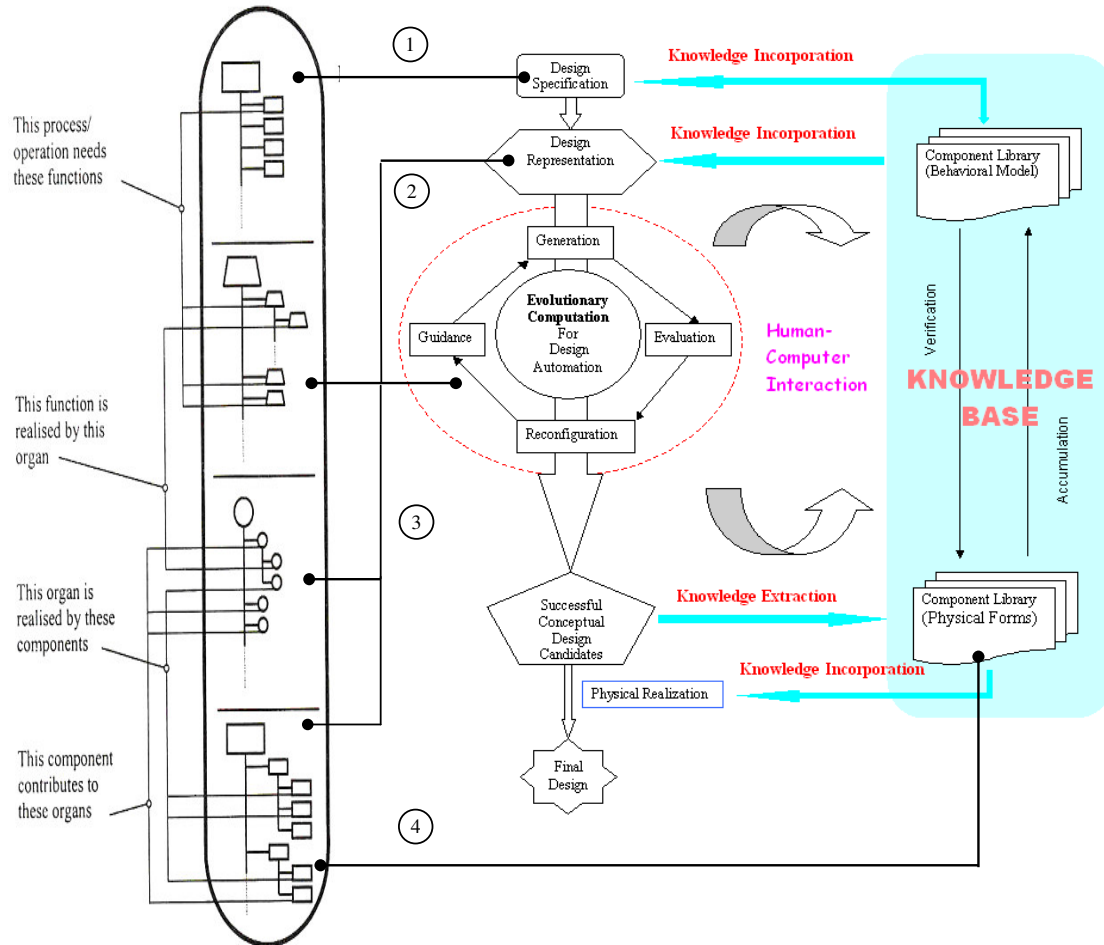 1
Design
Specification
Knowledge Incorporation
This process/
operation needs
these functions
Design
Representation
Knowledge Incorporation
Component Library
(Behavioral Model)
2
Generation
Evolutionary
Computation
For
Design
Automation
Guidance
Evaluation
Reconfiguration
Human-
Computer
Interaction
Verification
KNOWLEDGE
BASE
Accumulation
This function is
realised by this
organ
3
This organ is
realised by these
components
Successful
Conceptual
Design
Candidates
Knowledge Extraction
Component Library
(Physical Forms)
Knowledge Incorporation
Physical Realization
This component
contributes to
these organs
Final
Design
4